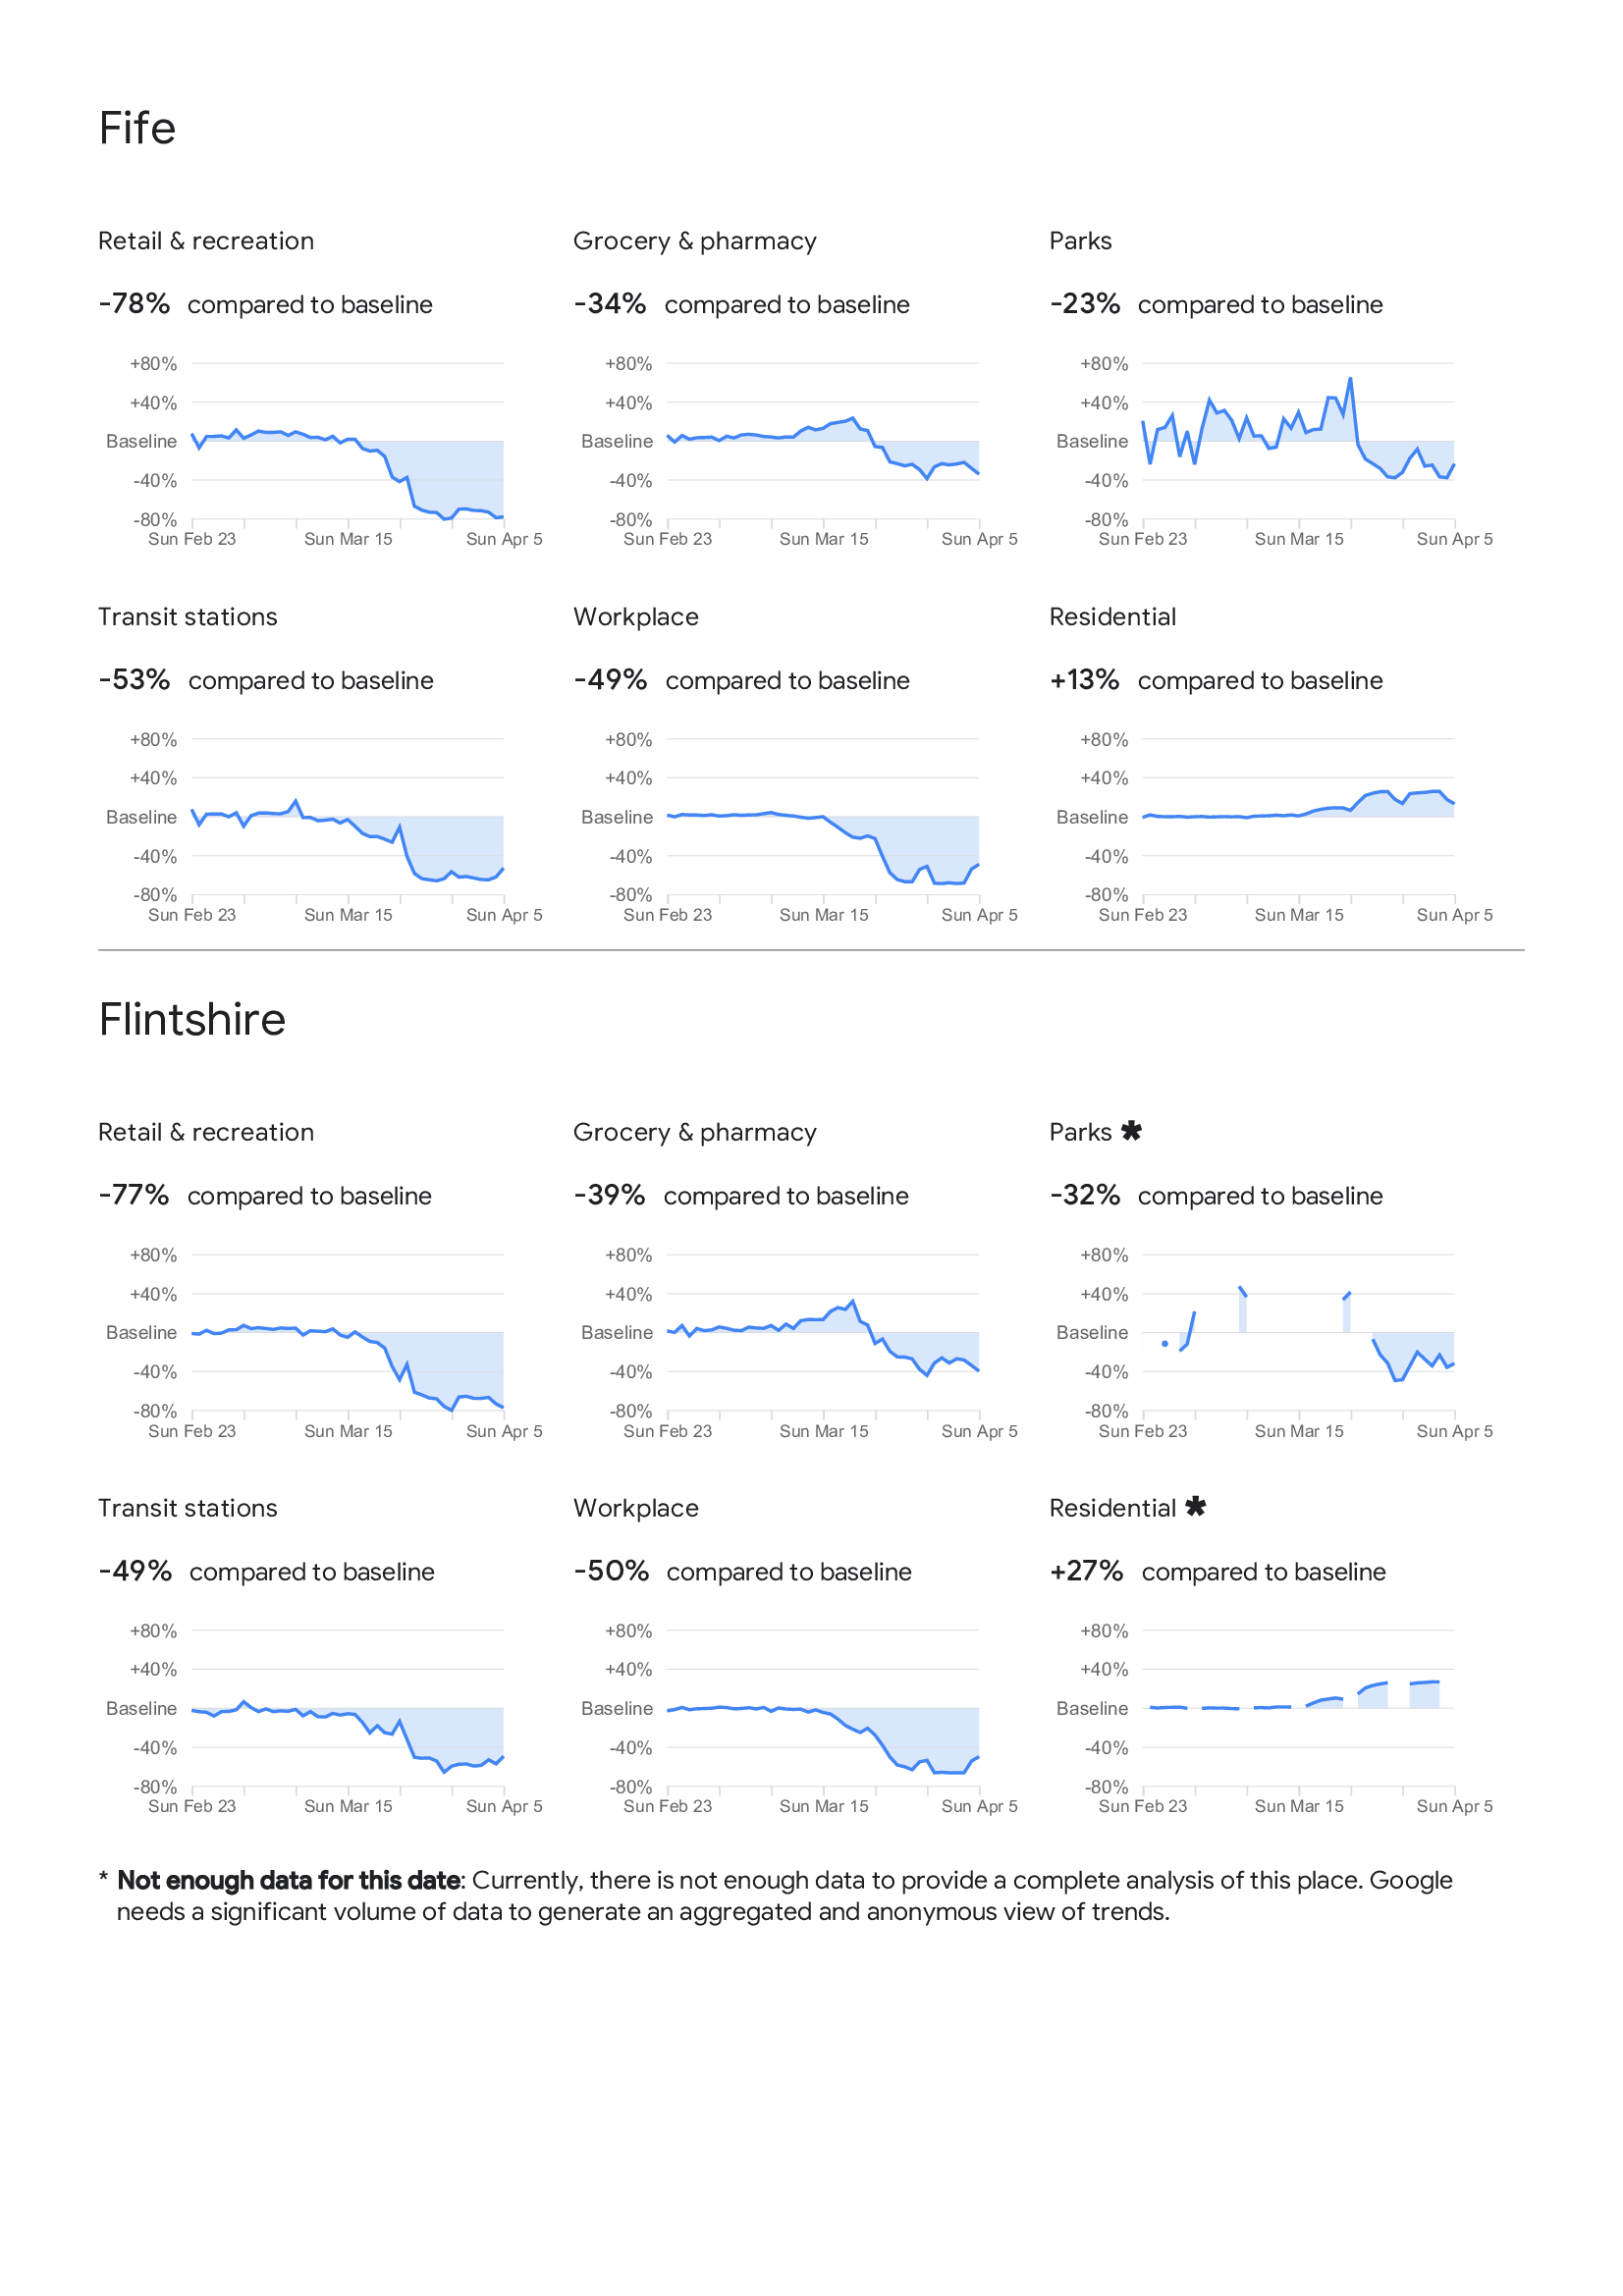 Fife
Retail & recreation
Grocery & pharmacy
Parks
-78% compared to baseline
-34% compared to baseline
-23% compared to baseline
+80%
+40%
Baseline
-40%
-80%
Sun Feb 23 Sun Mar 15 Sun Apr 5
+80%
+40%
Baseline
-40%
-80%
Sun Feb 23 Sun Mar 15 Sun Apr 5
+80%
+40%
Baseline
-40%
-80%
Sun Feb 23 Sun Mar 15 Sun Apr 5
Transit stations
Workplace
Residential
-53% compared to baseline
-49% compared to baseline
+13% compared to baseline
+80%
+40%
Baseline
-40%
-80%
Sun Feb 23 Sun Mar 15 Sun Apr 5
+80%
+40%
Baseline
-40%
-80%
Sun Feb 23 Sun Mar 15 Sun Apr 5
+80%
+40%
Baseline
-40%
-80%
Sun Feb 23 Sun Mar 15 Sun Apr 5
Flintshire
Retail & recreation
Grocery & pharmacy
Parks *
-77% compared to baseline
-39% compared to baseline
-32% compared to baseline
+80%
+40%
Baseline
-40%
-80%
Sun Feb 23 Sun Mar 15 Sun Apr 5
+80%
+40%
Baseline
-40%
-80%
Sun Feb 23 Sun Mar 15 Sun Apr 5
+80%
+40%
Baseline
-40%
-80%
Sun Feb 23 Sun Mar 15 Sun Apr 5
Transit stations
Workplace
Residential *
-49% compared to baseline
-50% compared to baseline
+27% compared to baseline
+80%
+40%
Baseline
-40%
-80%
Sun Feb 23 Sun Mar 15 Sun Apr 5
+80%
+40%
Baseline
-40%
-80%
Sun Feb 23 Sun Mar 15 Sun Apr 5
+80%
+40%
Baseline
-40%
-80%
Sun Feb 23 Sun Mar 15 Sun Apr 5
* Not enough data for this date: Currently, there is not enough data to provide a complete analysis of this place. Google
needs a significant volume of data to generate an aggregated and anonymous view of trends.